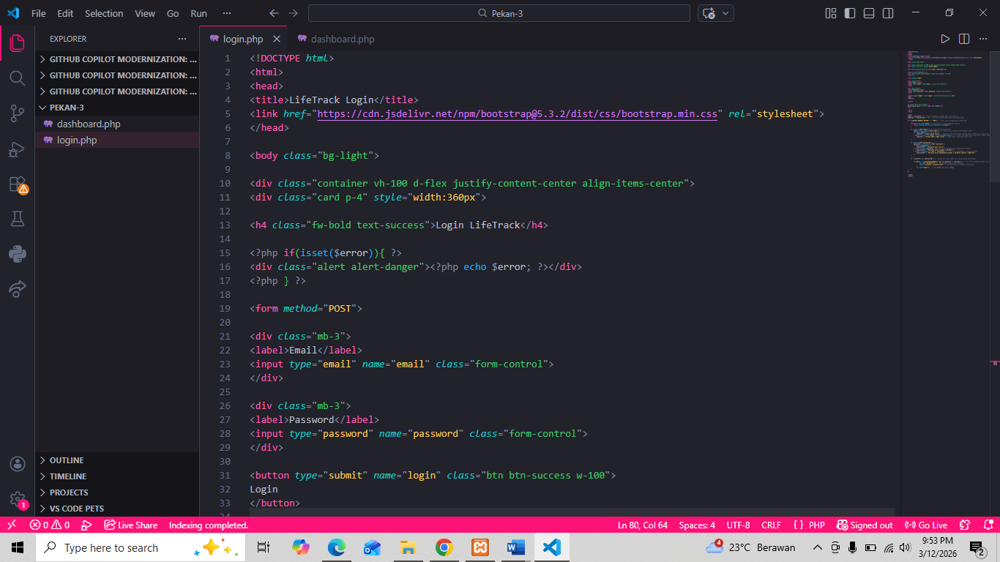 File Edit Selection View Go Run ··· Pekan-3
EXPLORER ···
GITHUB COPILOT MODERNIZATION: ...
GITHUB COPILOT MODERNIZATION: ...
GITHUB COPILOT MODERNIZATION: ...
PEKAN-3
dashboard.php
login.php
OUTLINE
TIMELINE
PROJECTS
VS CODE PETS
login.php dashboard.php ···
1 <!DOCTYPE html>
2 <html>
3 <head>
4 <title>LifeTrack Login</title>
5 <link href="https://cdn.jsdelivr.net/npm/bootstrap@5.3.2/dist/css/bootstrap.min.css" rel="stylesheet">
6 </head>
7
8 <body class="bg-light">
9
10 <div class="container vh-100 d-flex justify-content-center align-items-center">
11 <div class="card p-4" style="width:360px">
12
13 <h4 class="fw-bold text-success">Login LifeTrack</h4>
14
15 <?php if(isset($error)){ ?>
16 <div class="alert alert-danger"><?php echo $error; ?></div>
17 <?php } ?>
18
19 <form method="POST">
20
21 <div class="mb-3">
22 <label>Email</label>
23 <input type="email" name="email" class="form-control">
24 </div>
25
26 <div class="mb-3">
27 <label>Password</label>
28 <input type="password" name="password" class="form-control">
29 </div>
30
31 <button type="submit" name="login" class="btn btn-success w-100">
32 Login
33 </button>
1
0 0 Live Share Indexing completed. Ln 80, Col 64 Spaces: 4 UTF-8 CRLF { } PHP Signed out Go Live
Type here to search 4 23°C Berawan 9:53 PM
3/12/2026 2